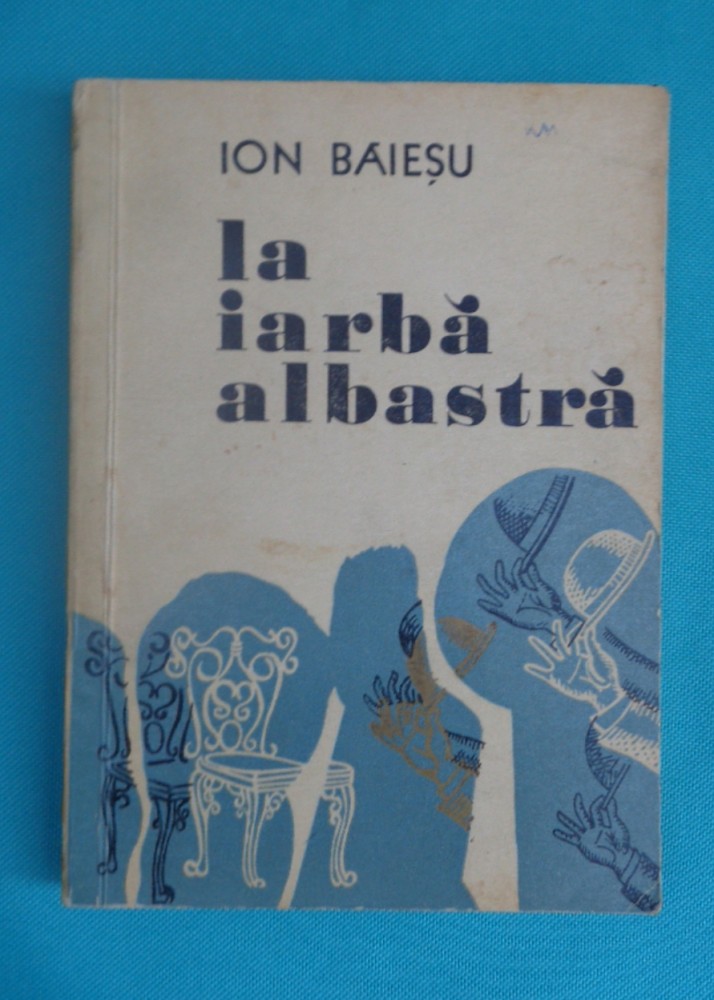 ION BĂIEȘU
la
iarbă
albastră